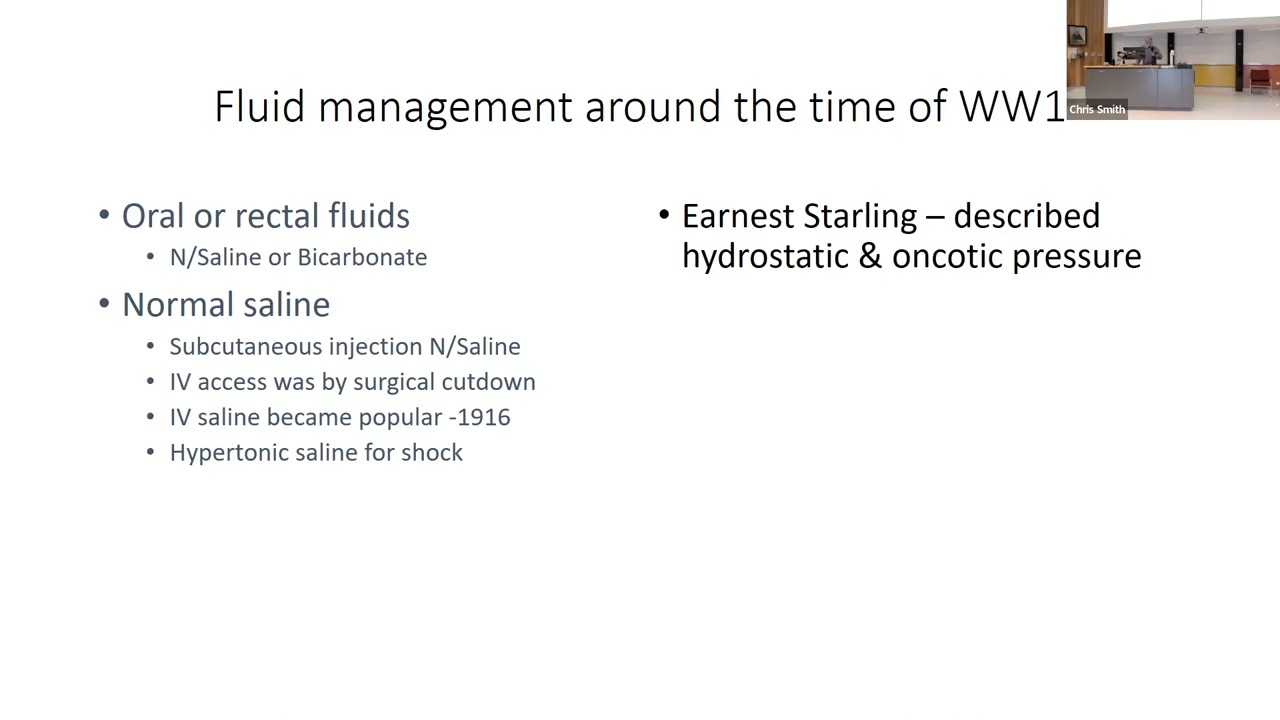 Fluid management around the time of WW1
Chris Smith
• Oral or rectal fluids
• N/Saline or Bicarbonate
• Normal saline
• Subcutaneous injection N/Saline
• IV access was by surgical cutdown
• IV saline became popular -1916
• Hypertonic saline for shock
• Earnest Starling – described
hydrostatic & oncotic pressure